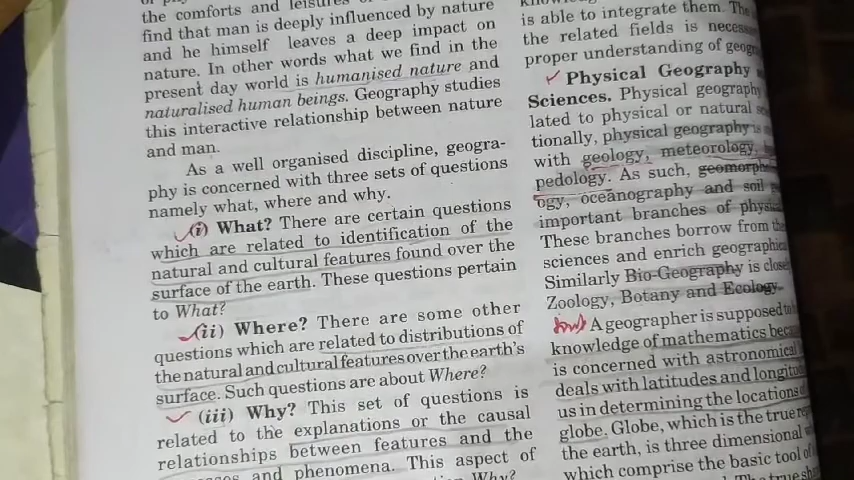 the comforts and leisures
find that man is deeply influenced by nature
and he himself leaves a deep impact on
nature. In other words what we find in the
present day world is humanised nature and
naturalised human beings. Geography studies
this interactive relationship between nature
and man.
As a well organised discipline, geogra-
phy is concerned with three sets of questions
namely what, where and why.
(i) What? There are certain questions
which are related to identification of the
natural and cultural features found over the
surface of the earth. These questions pertain
to What?
(ii) Where? There are some other
questions which are related to distributions of
the natural and cultural features over the earth's
surface. Such questions are about Where?
(iii) Why? This set of questions is
related to the explanations or the causal
relationships between features and the
and phenomena. This aspect of
Why?
is able to integrate them. The
the related fields is
proper understanding of
Physical Geography
Sciences. Physical geography
lated to physical or natural
tionally, physical geography is
with geology, meteorology,
pedology. As such,
ogy, oceanography and soil
important branches of
These branches borrow from the
sciences and enrich
Similarly Bio-Geography is
Zoology, Botany and Ecology.
A geographer is supposed to
knowledge of mathematics
is concerned with astronomical
deals with latitudes and
us in determining the locations
globe. Globe, which is the true
the earth, is three dimensional
which comprise the basic tool of
The true